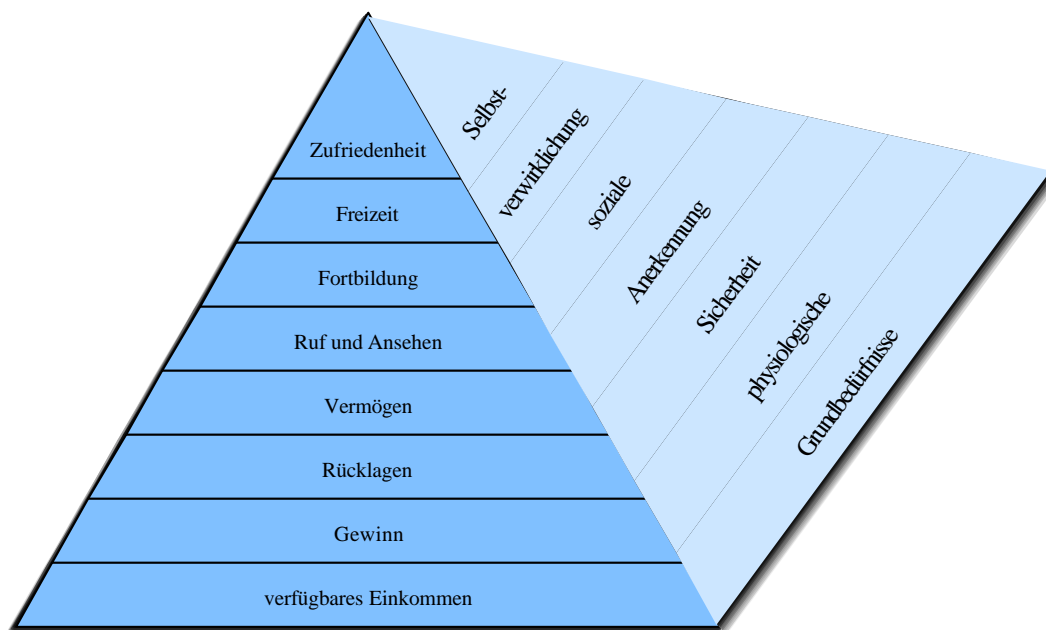 Zufriedenheit
Freizeit
Fortbildung
Ruf und Ansehen
Vermögen
Rücklagen
Gewinn
verfügbares Einkommen
Selbst-
verwirklichung
soziale
Anerkennung
Sicherheit
physiologische
Grundbedürfnisse